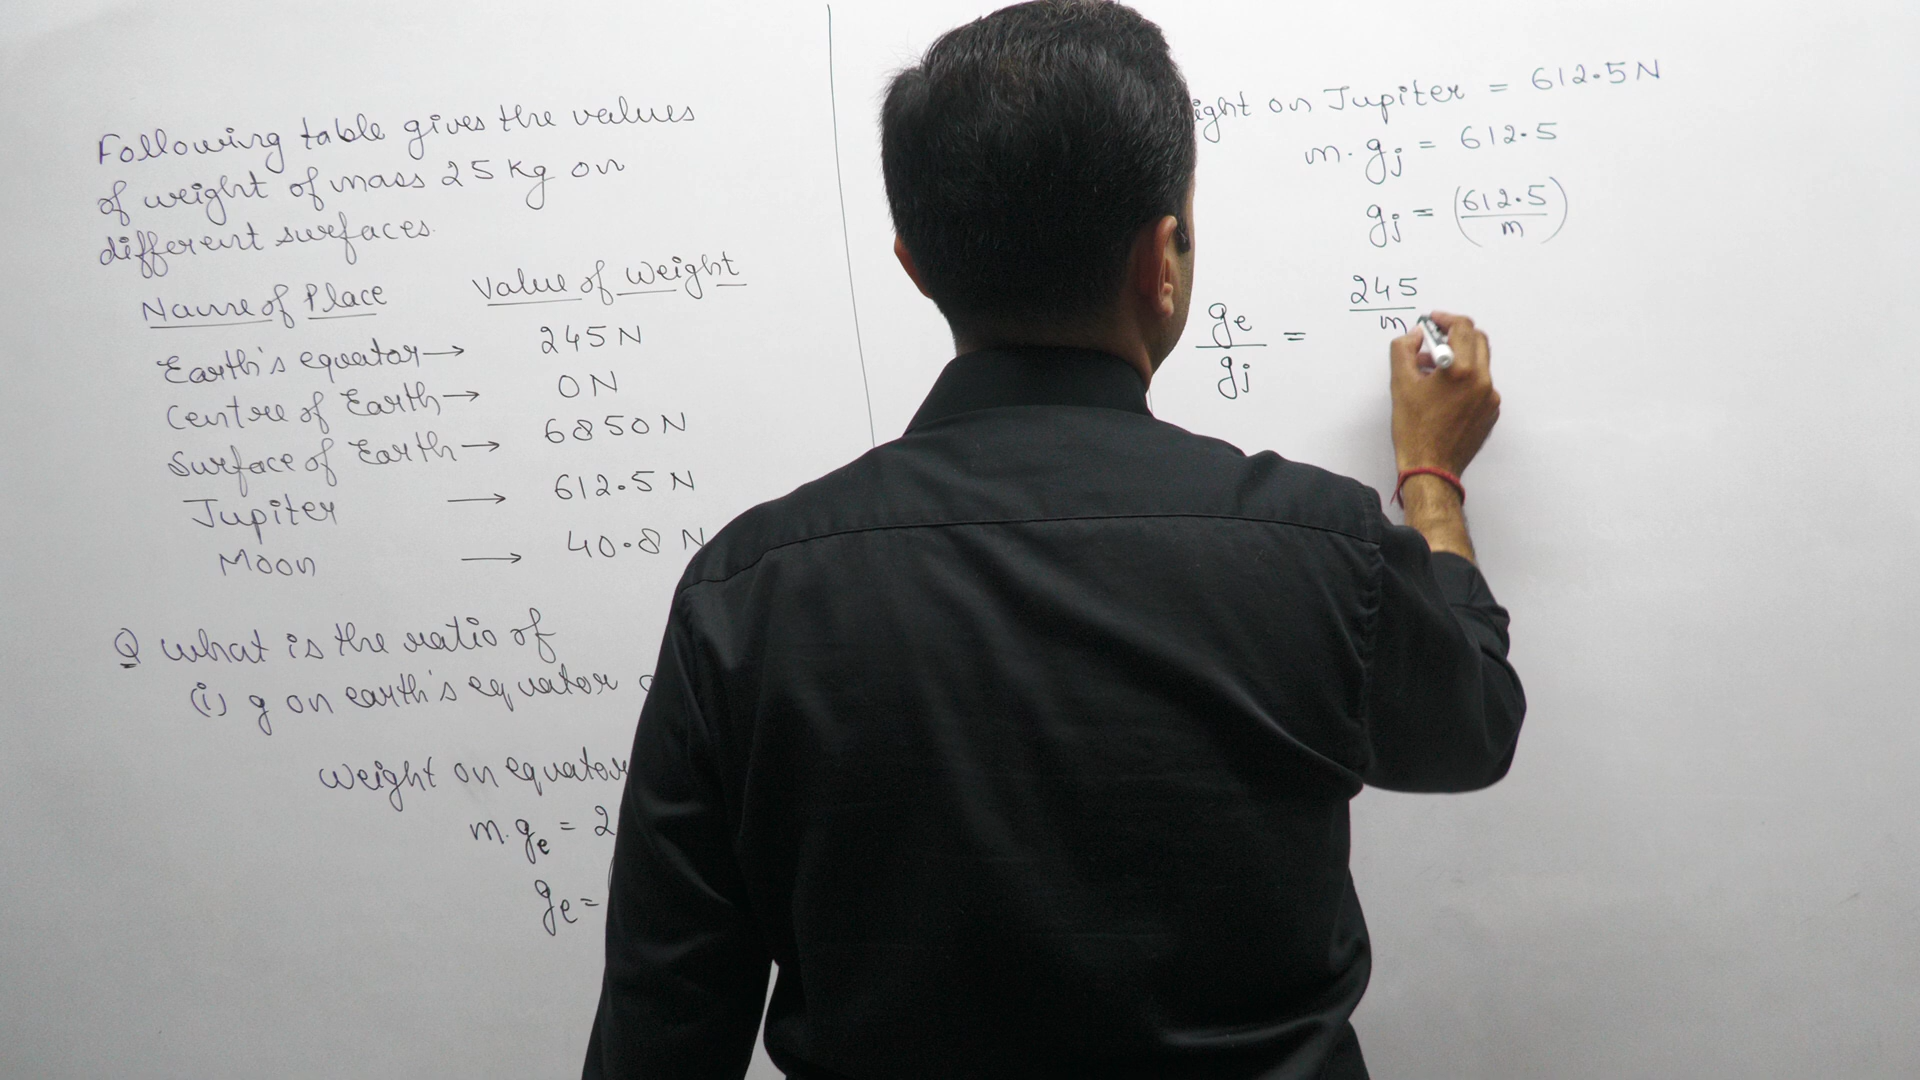 Following table gives the values
of weight of mass 25 kg on
different surfaces.
Name of Place Value of Weight
Earth's equator → 245 N
Centre of Earth → 0 N
Surface of Earth → 6850 N
Jupiter → 612.5 N
Moon → 40.8 N
Q what is the ratio of
(i) g on earth's equator
Weight on equator
m.ge = 2
ge =
ight on Jupiter = 612.5 N
m.gj = 612.5
gj = (612.5/m)
ge/gj = 245/m